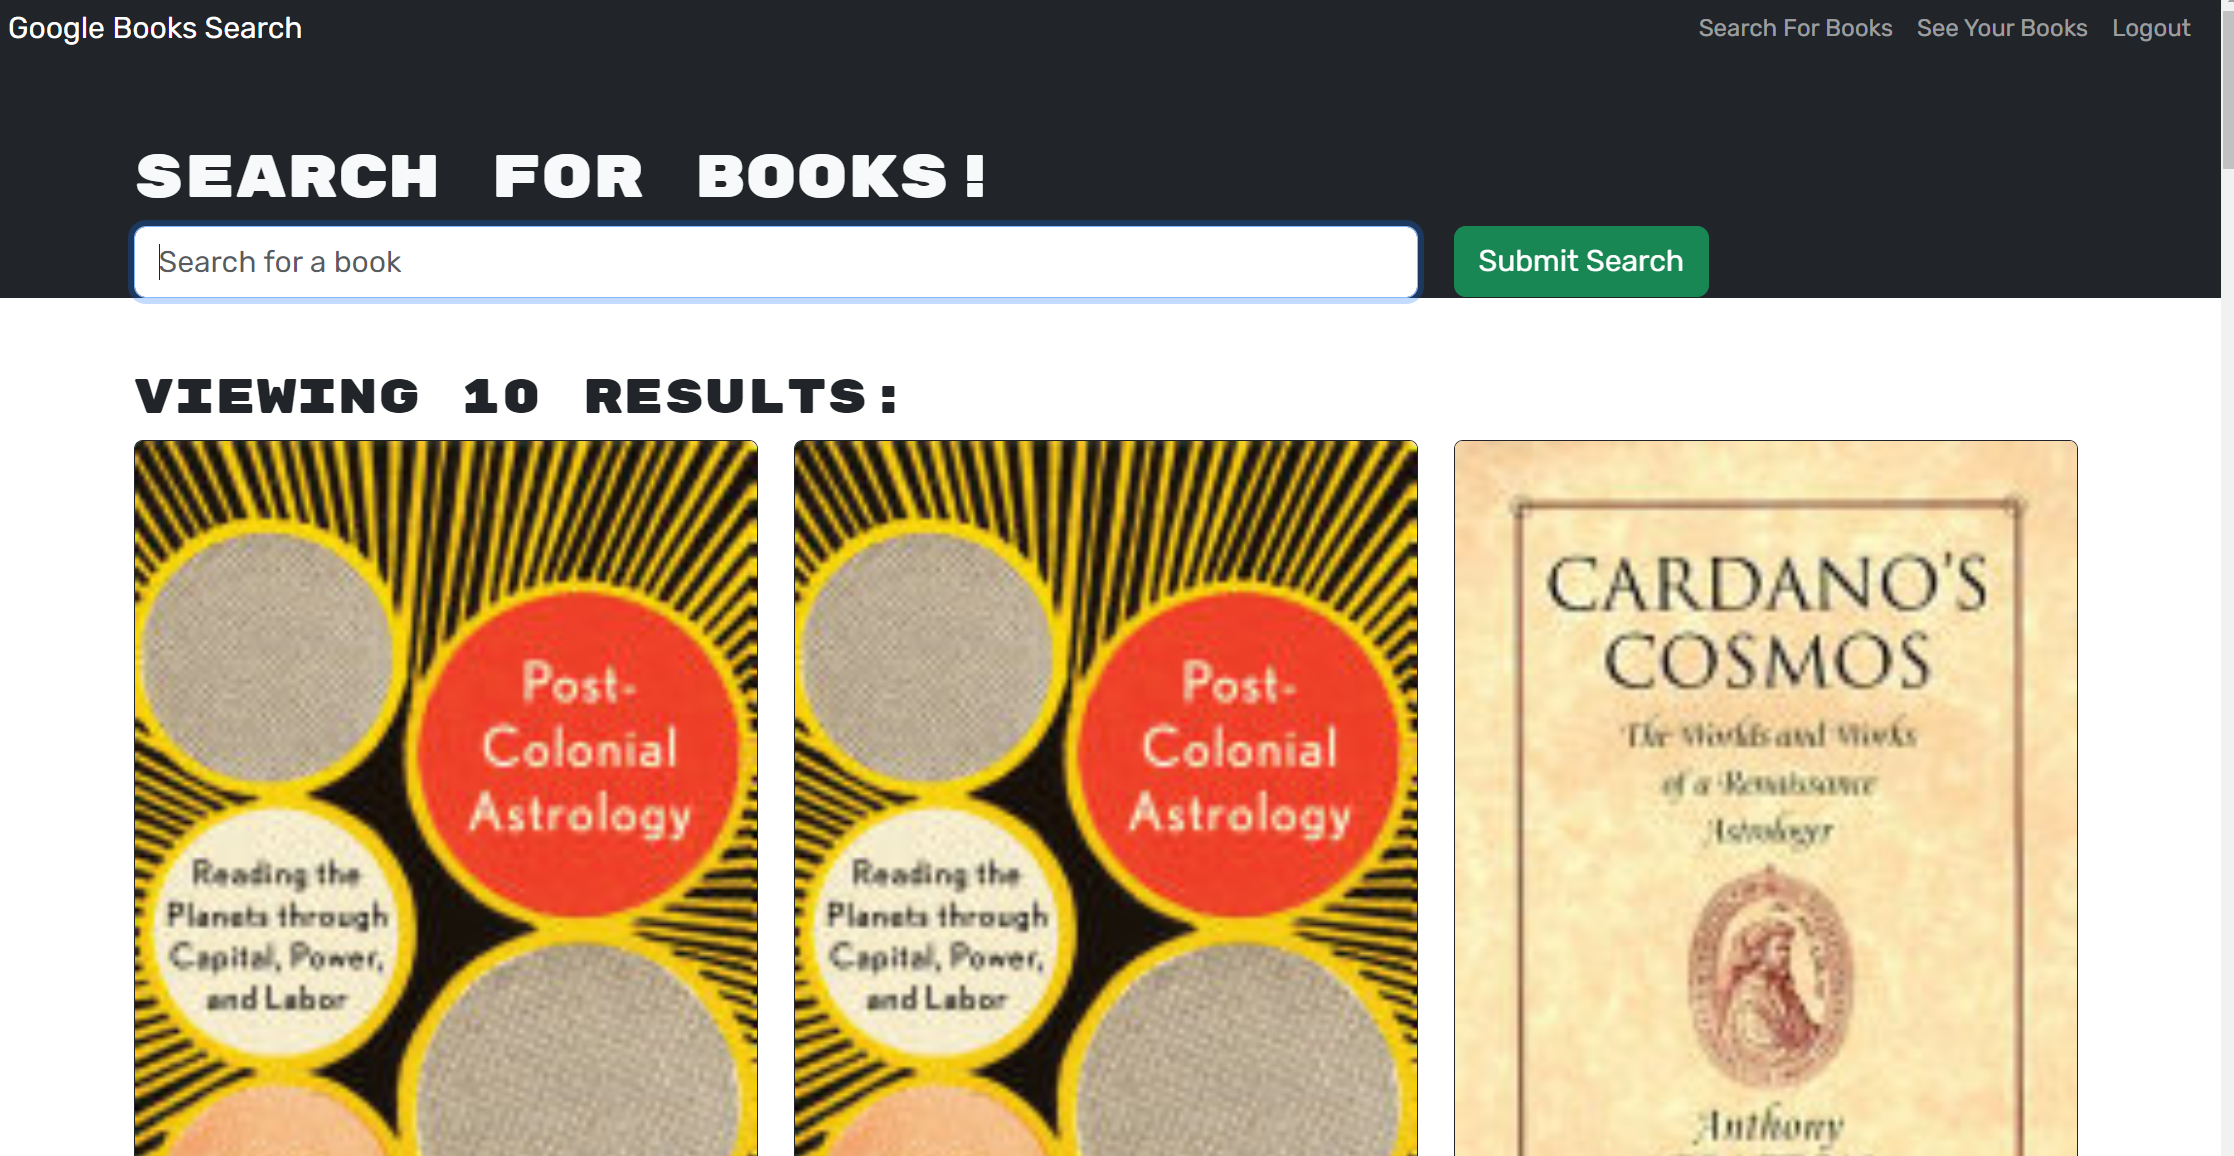 Google Books Search
Search For Books See Your Books Logout
SEARCH FOR BOOKS!
Search for a book
Submit Search
VIEWING 10 RESULTS:
Post-
Colonial
Astrology
Reading the
Planets through
Capital, Power,
and Labor
Post-
Colonial
Astrology
Reading the
Planets through
Capital, Power,
and Labor
CARDANO'S
COSMOS
The Worlds and Works
of a Renaissance
Astrologer
Anthony